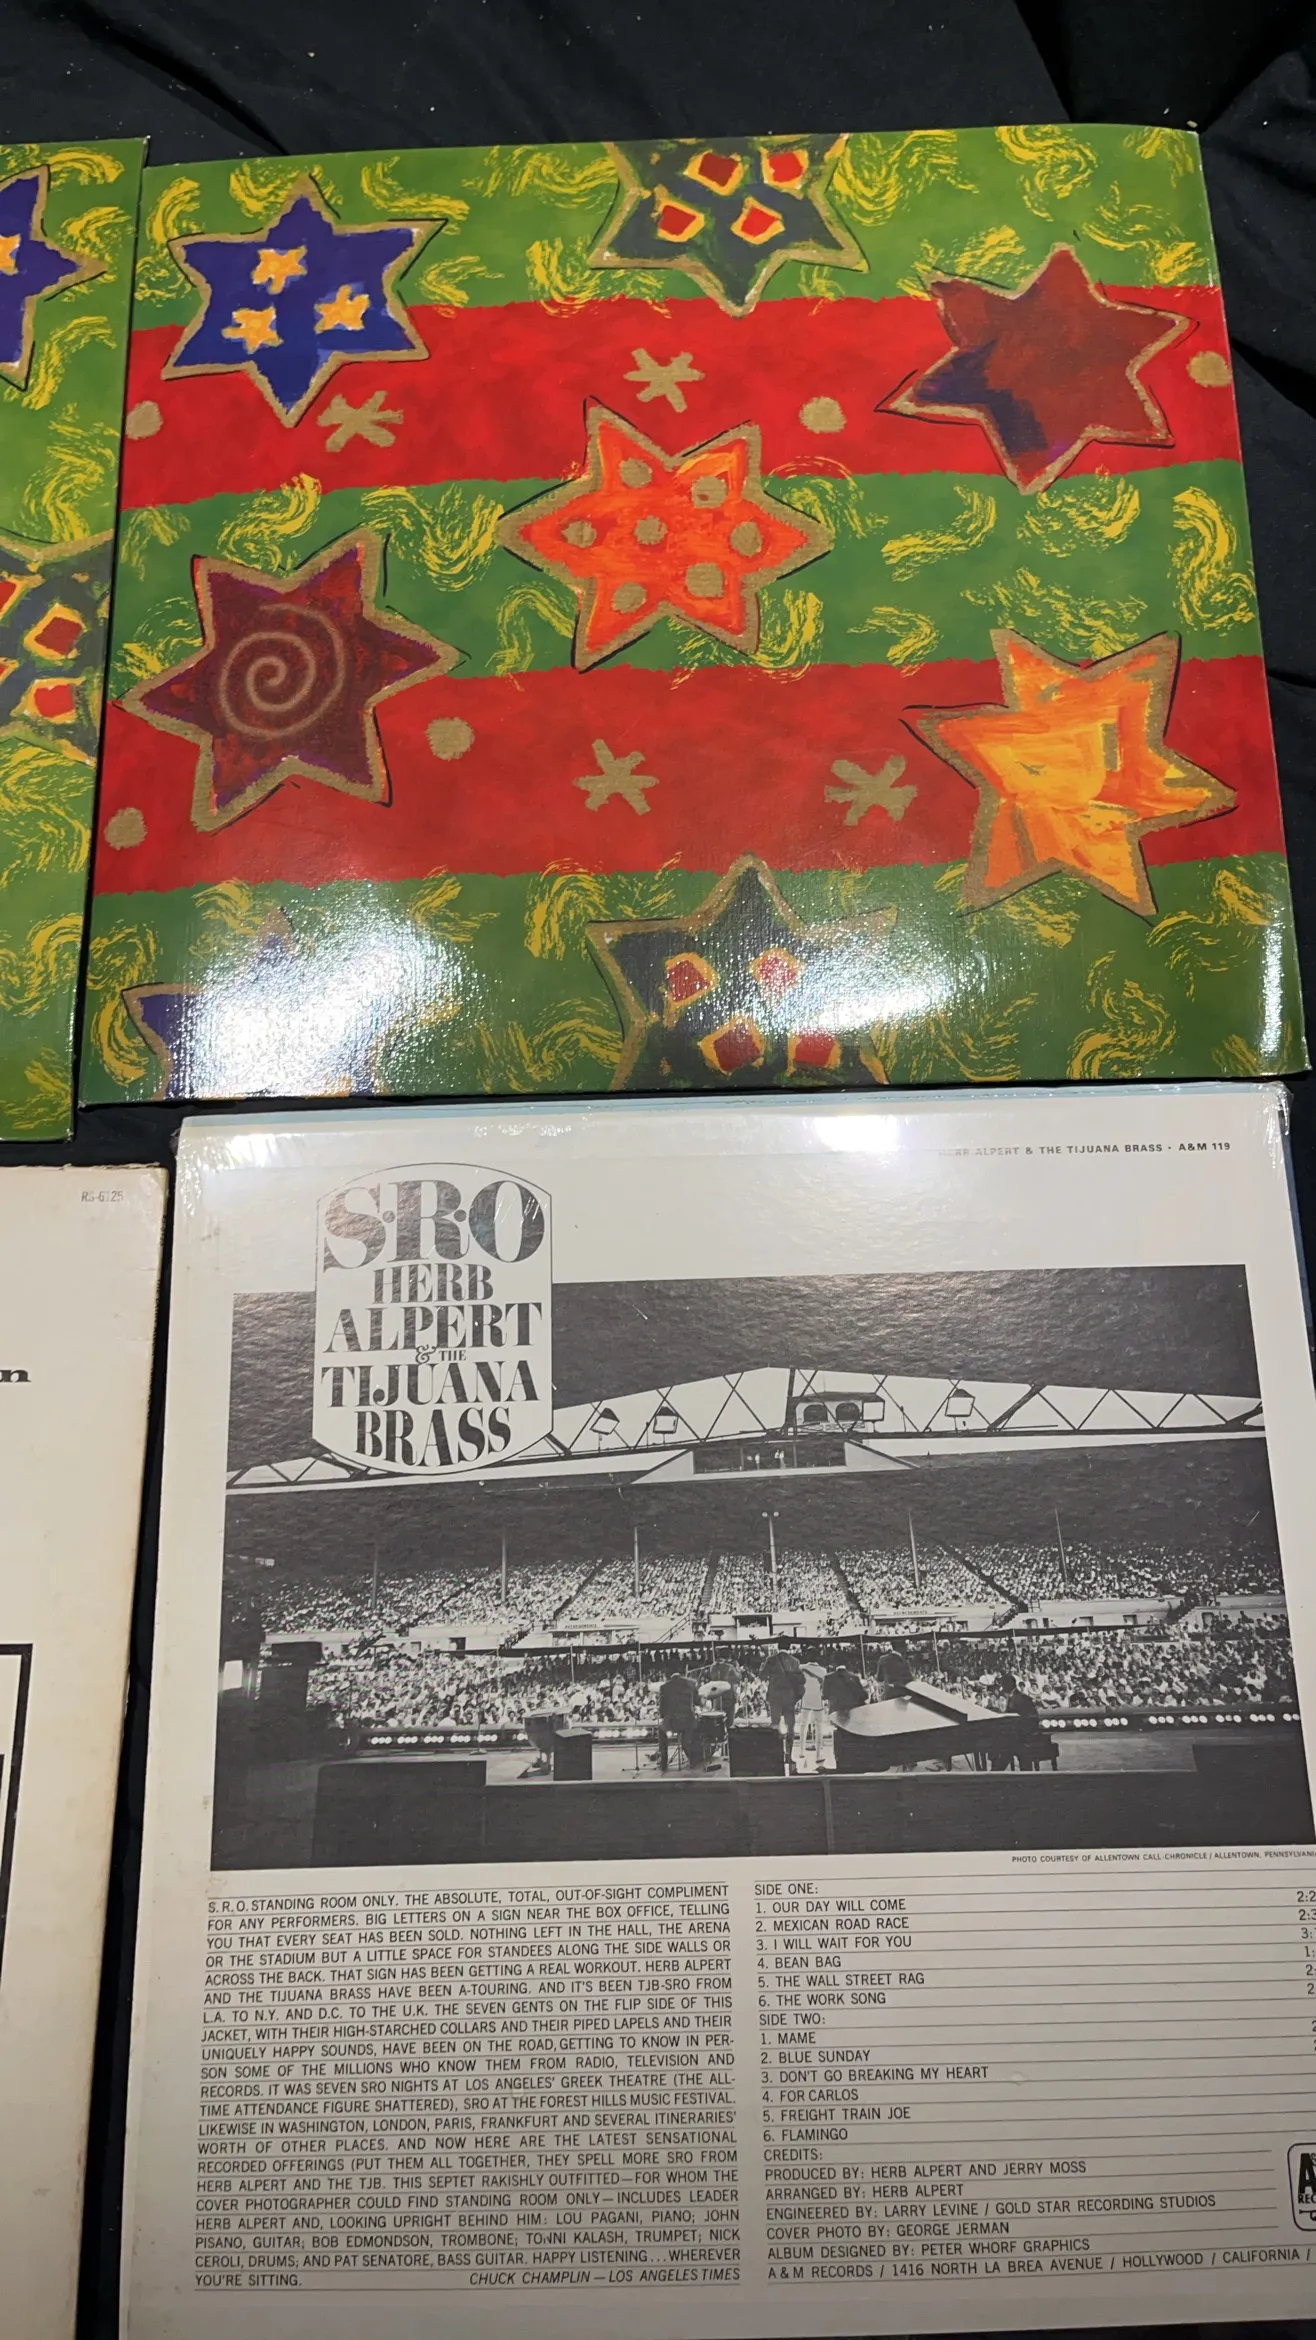 RS-6125
HERB ALPERT & THE TIJUANA BRASS · A&M 119
S.R.O
HERB
ALPERT
& THE
TIJUANA
BRASS
n
PHOTO COURTESY OF ALLENTOWN CALL-CHRONICLE / ALLENTOWN, PENNSYLVANI
S.R.O. STANDING ROOM ONLY. THE ABSOLUTE, TOTAL, OUT-OF-SIGHT COMPLIMENT
FOR ANY PERFORMERS. BIG LETTERS ON A SIGN NEAR THE BOX OFFICE, TELLING
YOU THAT EVERY SEAT HAS BEEN SOLD. NOTHING LEFT IN THE HALL, THE ARENA
OR THE STADIUM BUT A LITTLE SPACE FOR STANDEES ALONG THE SIDE WALLS OR
ACROSS THE BACK. THAT SIGN HAS BEEN GETTING A REAL WORKOUT. HERB ALPERT
AND THE TIJUANA BRASS HAVE BEEN A-TOURING. AND IT'S BEEN TJB-SRO FROM
L.A. TO N.Y. AND D.C. TO THE U.K. THE SEVEN GENTS ON THE FLIP SIDE OF THIS
JACKET, WITH THEIR HIGH-STARCHED COLLARS AND THEIR PIPED LAPELS AND THEIR
UNIQUELY HAPPY SOUNDS, HAVE BEEN ON THE ROAD, GETTING TO KNOW IN PER-
SON SOME OF THE MILLIONS WHO KNOW THEM FROM RADIO, TELEVISION AND
RECORDS. IT WAS SEVEN SRO NIGHTS AT LOS ANGELES' GREEK THEATRE (THE ALL-
TIME ATTENDANCE FIGURE SHATTERED), SRO AT THE FOREST HILLS MUSIC FESTIVAL.
LIKEWISE IN WASHINGTON, LONDON, PARIS, FRANKFURT AND SEVERAL ITINERARIES'
WORTH OF OTHER PLACES. AND NOW HERE ARE THE LATEST SENSATIONAL
RECORDED OFFERINGS (PUT THEM ALL TOGETHER, THEY SPELL MORE SRO FROM
HERB ALPERT AND THE TJB. THIS SEPTET RAKISHLY OUTFITTED—FOR WHOM THE
COVER PHOTOGRAPHER COULD FIND STANDING ROOM ONLY—INCLUDES LEADER
HERB ALPERT AND, LOOKING UPRIGHT BEHIND HIM: LOU PAGANI, PIANO; JOHN
PISANO, GUITAR; BOB EDMONDSON, TROMBONE; TONNI KALASH, TRUMPET; NICK
CEROLI, DRUMS; AND PAT SENATORE, BASS GUITAR. HAPPY LISTENING...WHEREVER
YOU'RE SITTING. CHUCK CHAMPLIN—LOS ANGELES TIMES
SIDE ONE:
1. OUR DAY WILL COME 2:2
2. MEXICAN ROAD RACE 2:3
3. I WILL WAIT FOR YOU 3:
4. BEAN BAG 1:
5. THE WALL STREET RAG 2:
6. THE WORK SONG 2
SIDE TWO:
1. MAME 2
2. BLUE SUNDAY
3. DON'T GO BREAKING MY HEART
4. FOR CARLOS
5. FREIGHT TRAIN JOE
6. FLAMINGO
CREDITS:
PRODUCED BY: HERB ALPERT AND JERRY MOSS
ARRANGED BY: HERB ALPERT
ENGINEERED BY: LARRY LEVINE / GOLD STAR RECORDING STUDIOS
COVER PHOTO BY: GEORGE JERMAN
ALBUM DESIGNED BY: PETER WHORF GRAPHICS
A & M RECORDS / 1416 NORTH LA BREA AVENUE / HOLLYWOOD / CALIFORNIA /